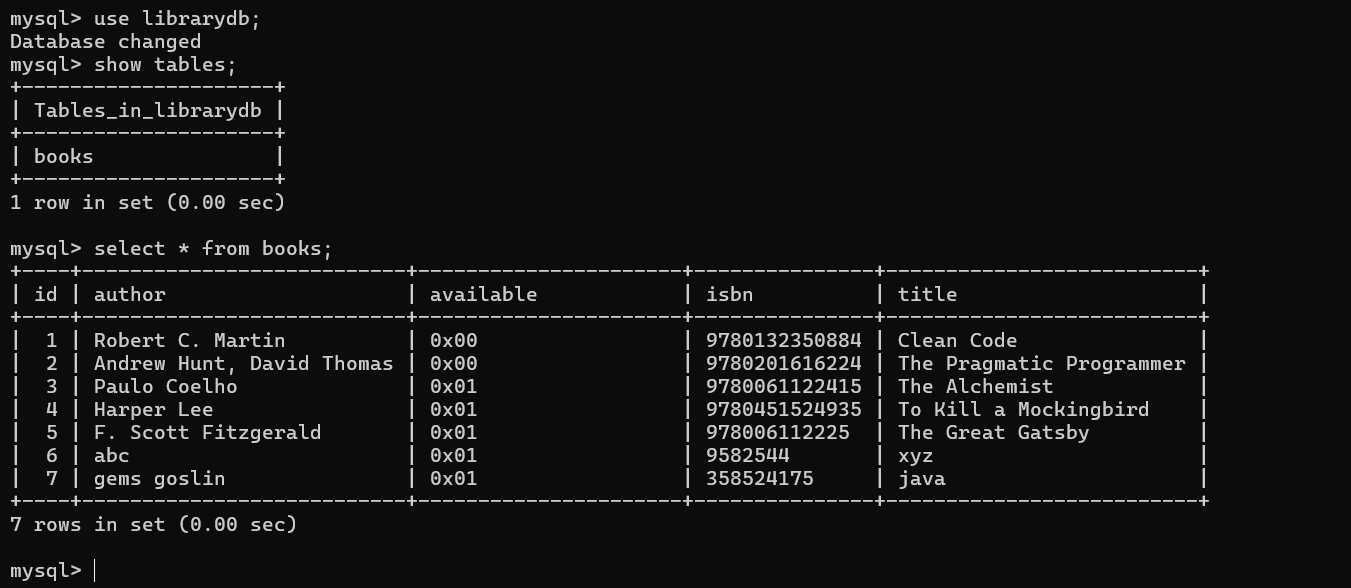 mysql> use librarydb;
Database changed
mysql> show tables;
+---------------------+
| Tables_in_librarydb |
+---------------------+
| books               |
+---------------------+
1 row in set (0.00 sec)

mysql> select * from books;
+----+---------------------------+----------------------+---------------+--------------------------+
| id | author                    | available            | isbn          | title                    |
+----+---------------------------+----------------------+---------------+--------------------------+
|  1 | Robert C. Martin          | 0x00                 | 9780132350884 | Clean Code               |
|  2 | Andrew Hunt, David Thomas | 0x00                 | 9780201616224 | The Pragmatic Programmer |
|  3 | Paulo Coelho              | 0x01                 | 9780061122415 | The Alchemist            |
|  4 | Harper Lee                | 0x01                 | 9780451524935 | To Kill a Mockingbird    |
|  5 | F. Scott Fitzgerald       | 0x01                 | 978006112225  | The Great Gatsby         |
|  6 | abc                       | 0x01                 | 9582544       | xyz                      |
|  7 | gems goslin               | 0x01                 | 358524175     | java                     |
+----+---------------------------+----------------------+---------------+--------------------------+
7 rows in set (0.00 sec)

mysql>